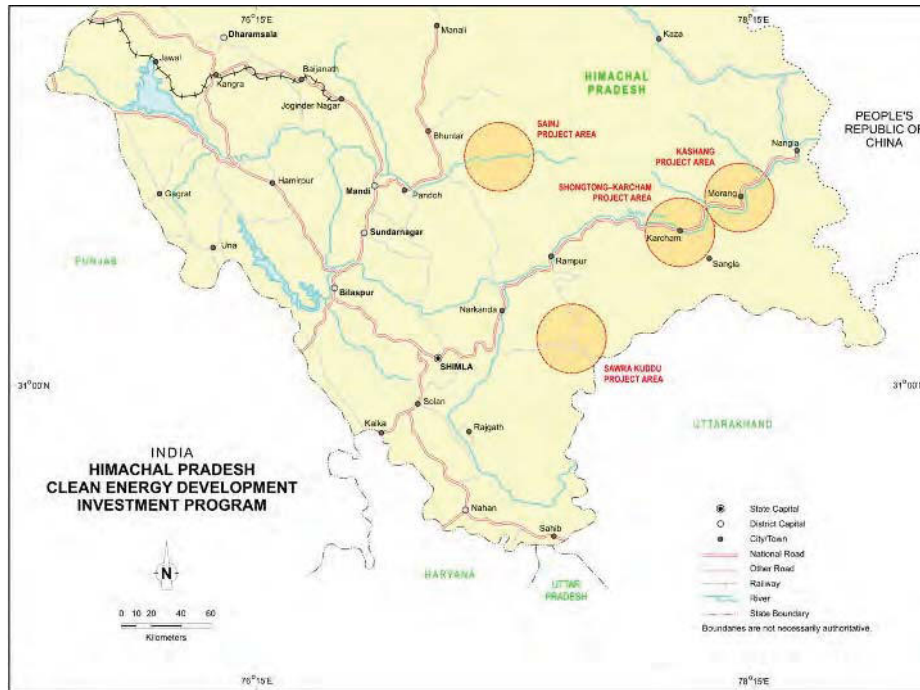 76°15'E
78°15'E
Dharamsala
Manali
Kaza
Jawal
Kangra
Baijnath
Joginder Nagar
HIMACHAL
PRADESH
PEOPLE'S
REPUBLIC OF
CHINA
SAINJ
PROJECT AREA
Bhuntar
KASHANG
PROJECT AREA
Nangla
Hamirpur
Mandi
Pandoh
SHONGTONG–KARCHAM
PROJECT AREA
Morang
Gagrat
Sundarnagar
Karcham
Una
Sangla
PUNJAB
Rampur
Bilaspur
Narkanda
SHIMLA
SAWRA KUDDU
PROJECT AREA
31°00'N
31°00'N
Solan
Kalka
Rajgath
UTTARAKHAND
INDIA
HIMACHAL PRADESH
CLEAN ENERGY DEVELOPMENT
INVESTMENT PROGRAM
Nahan
Sahib
HARYANA
UTTAR
PRADESH
N
0 10 20 40 60
Kilometers
State Capital
District Capital
City/Town
National Road
Other Road
Railway
River
State Boundary
Boundaries are not necessarily authoritative.
76°15'E
78°15'E